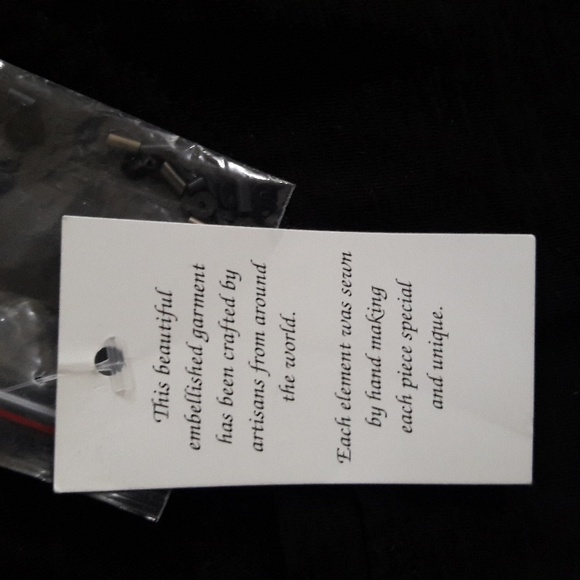 This beautiful
embellished garment
has been crafted by
artisans from around
the world.
Each element was sewn
by hand making
each piece special
and unique.